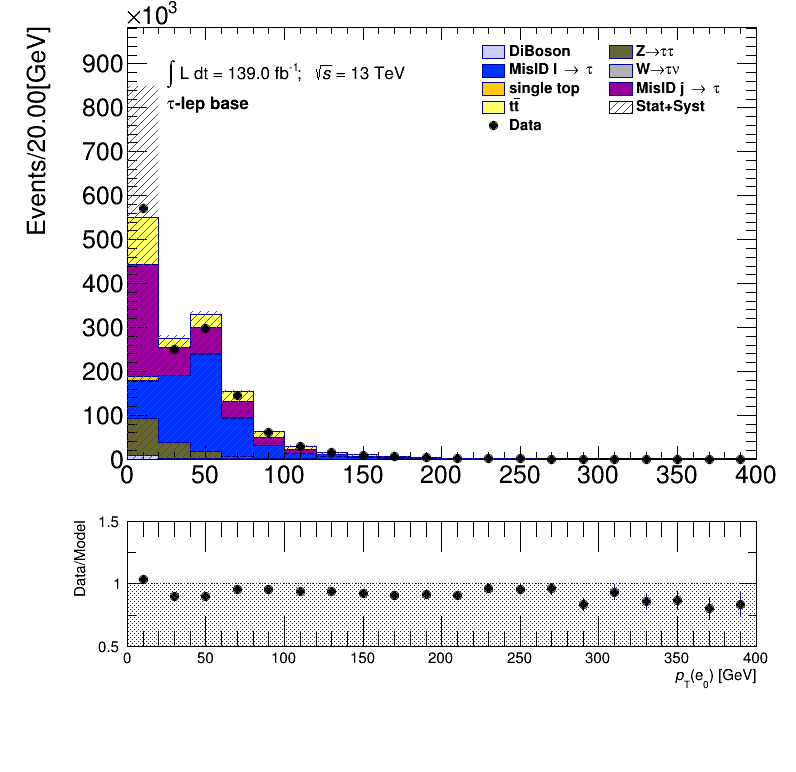 ×10³
Events/20.00[GeV]
900
800
700
600
500
400
300
200
100
0
∫ L dt = 139.0 fb⁻¹; √s = 13 TeV
τ-lep base
DiBoson
Z→ττ
MisID l → τ
W→τν
single top
MisID j → τ
tt̄
Stat+Syst
Data
0 50 100 150 200 250 300 350 400
Data/Model
1.5
1
0.5
0 50 100 150 200 250 300 350 400
p_T(e_0) [GeV]